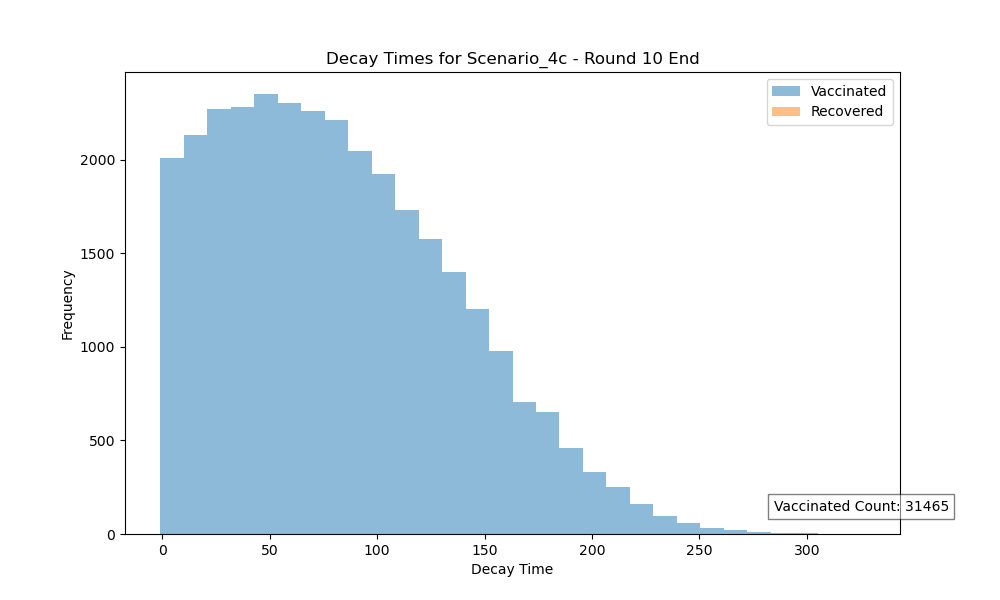 Decay Times for Scenario_4c - Round 10 End
Vaccinated
Recovered
2000
1500
1000
500
0
Frequency
Vaccinated Count: 31465
0 50 100 150 200 250 300
Decay Time